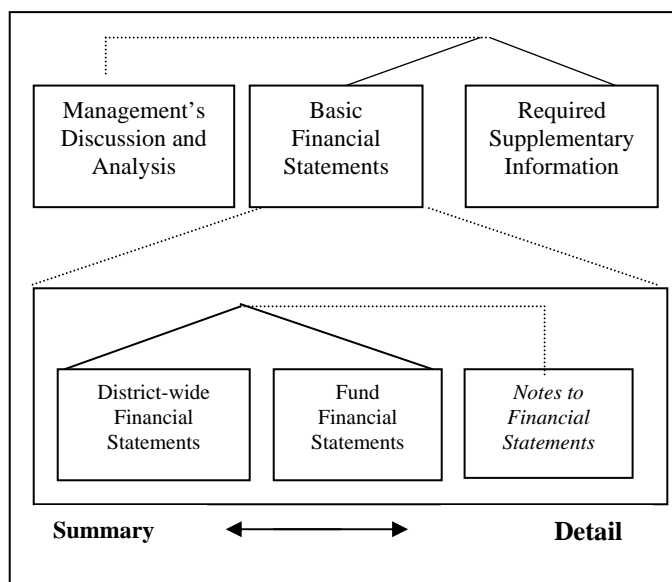 Management’s
Discussion and
Analysis
Basic
Financial
Statements
Required
Supplementary
Information
District-wide
Financial
Statements
Fund
Financial
Statements
Notes to
Financial
Statements
Summary
Detail